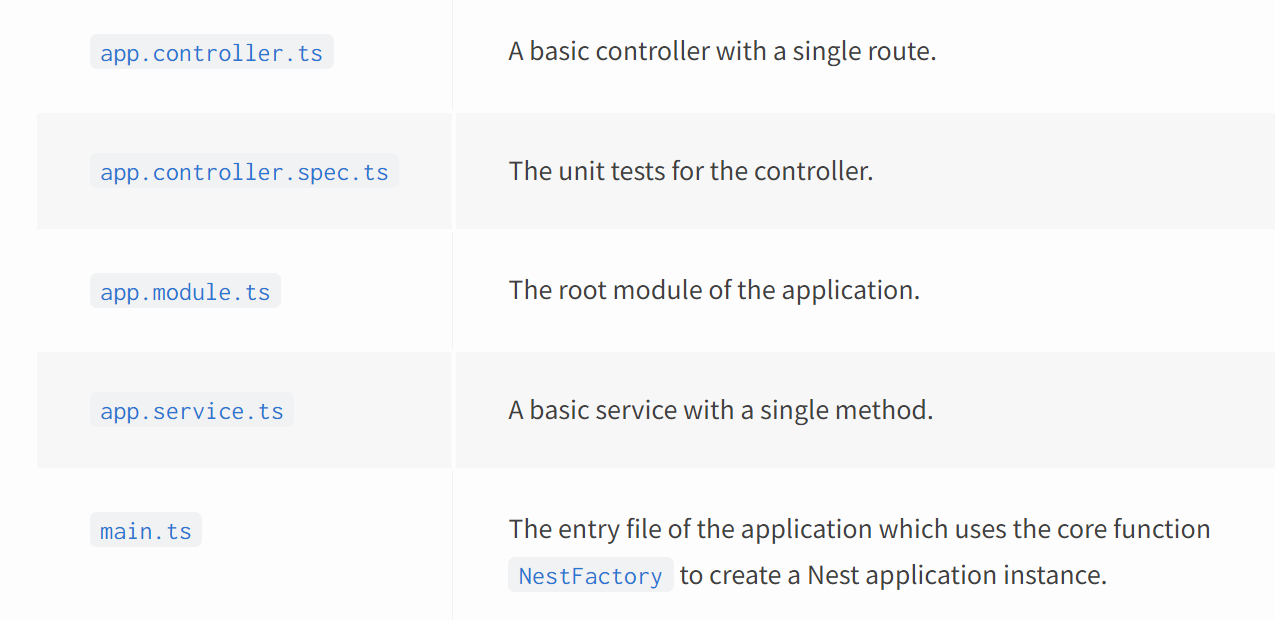 app.controller.ts A basic controller with a single route.
app.controller.spec.ts The unit tests for the controller.
app.module.ts The root module of the application.
app.service.ts A basic service with a single method.
main.ts The entry file of the application which uses the core function
NestFactory to create a Nest application instance.